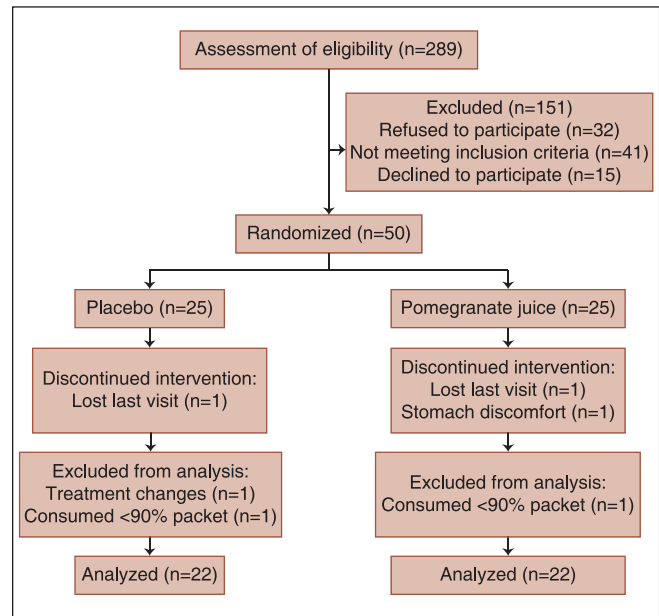 Assessment of eligibility (n=289)
Excluded (n=151)
Refused to participate (n=32)
Not meeting inclusion criteria (n=41)
Declined to participate (n=15)
Randomized (n=50)
Placebo (n=25)
Pomegranate juice (n=25)
Discontinued intervention:
Lost last visit (n=1)
Discontinued intervention:
Lost last visit (n=1)
Stomach discomfort (n=1)
Excluded from analysis:
Treatment changes (n=1)
Consumed <90% packet (n=1)
Excluded from analysis:
Consumed <90% packet (n=1)
Analyzed (n=22)
Analyzed (n=22)